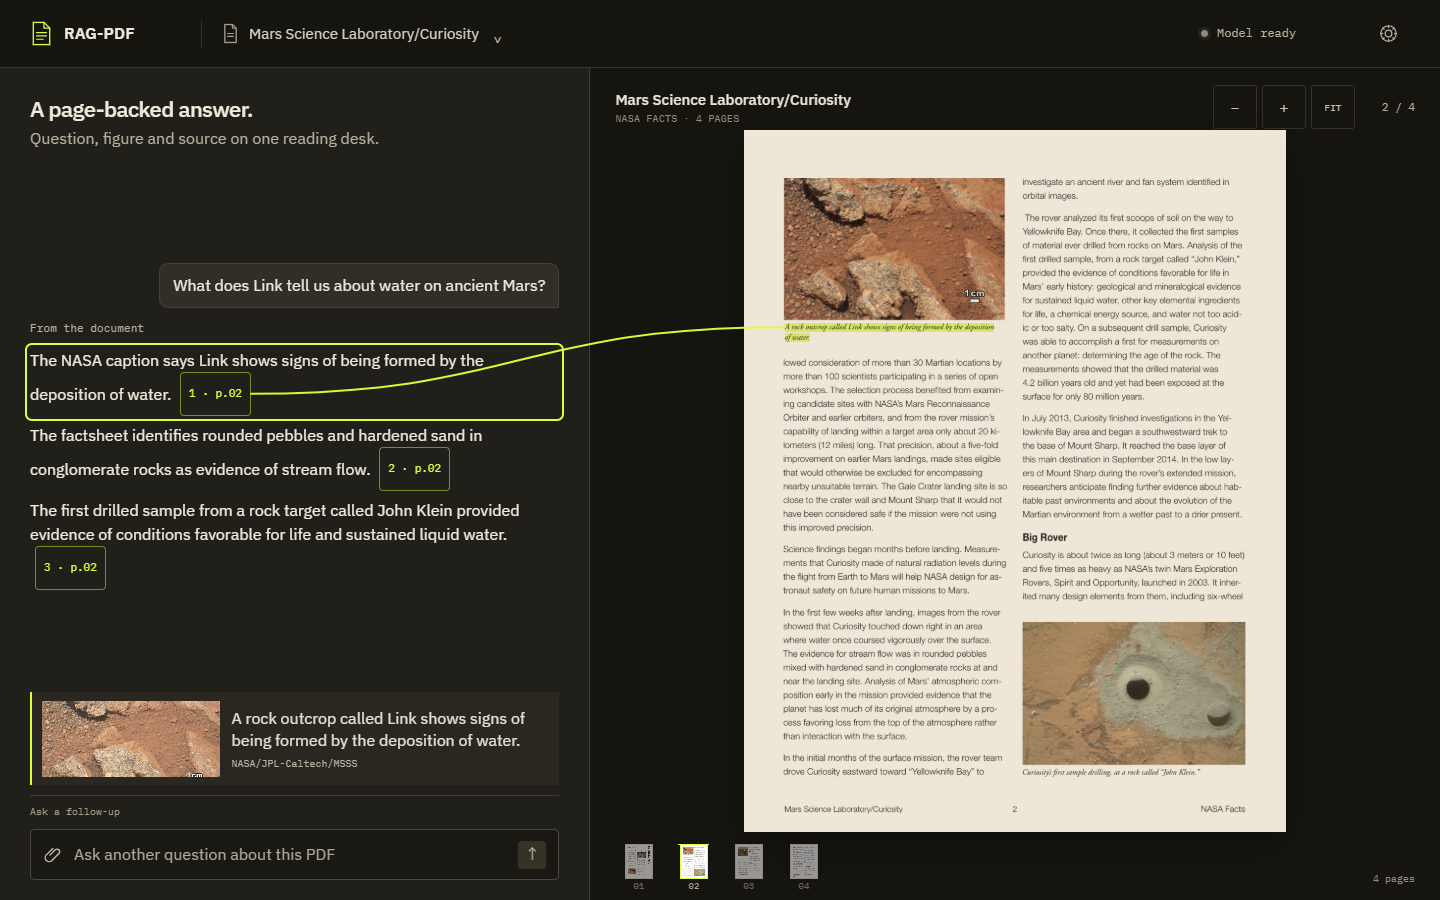 RAG-PDF
Mars Science Laboratory/Curiosity
Model ready
A page-backed answer.
Question, figure and source on one reading desk.
What does Link tell us about water on ancient Mars?
From the document
The NASA caption says Link shows signs of being formed by the
deposition of water. 1 · p.02
The factsheet identifies rounded pebbles and hardened sand in
conglomerate rocks as evidence of stream flow. 2 · p.02
The first drilled sample from a rock target called John Klein provided
evidence of conditions favorable for life and sustained liquid water.
3 · p.02
A rock outcrop called Link shows signs of
being formed by the deposition of water.
NASA/JPL-Caltech/MSSS
Ask a follow-up
Ask another question about this PDF
Mars Science Laboratory/Curiosity
NASA FACTS · 4 PAGES
− + FIT 2 / 4
1 cm
A rock outcrop called Link shows signs of being formed by the deposition
of water.
lowed consideration of more than 30 Martian locations by
more than 100 scientists participating in a series of open
workshops. The selection process benefited from examin-
ing candidate sites with NASA's Mars Reconnaissance
Orbiter and earlier orbiters, and from the rover mission's
capability of landing within a target area only about 20 ki-
lometers (12 miles) long. That precision, about a five-fold
improvement on earlier Mars landings, made sites eligible
that would otherwise be excluded for encompassing
nearby unsuitable terrain. The Gale Crater landing site is so
close to the crater wall and Mount Sharp that it would not
have been considered safe if the mission were not using
this improved precision.
Science findings began months before landing. Measure-
ments that Curiosity made of natural radiation levels during
the flight from Earth to Mars will help NASA design for as-
tronaut safety on future human missions to Mars.
In the first few weeks after landing, images from the rover
showed that Curiosity touched down right in an area
where water once coursed vigorously over the surface.
The evidence for stream flow was in rounded pebbles
mixed with hardened sand in conglomerate rocks at and
near the landing site. Analysis of Mars' atmospheric com-
position early in the mission provided evidence that the
planet has lost much of its original atmosphere by a pro-
cess favoring loss from the top of the atmosphere rather
than interaction with the surface.
In the initial months of the surface mission, the rover team
drove Curiosity eastward toward “Yellowknife Bay” to
investigate an ancient river and fan system identified in
orbital images.
The rover analyzed its first scoops of soil on the way to
Yellowknife Bay. Once there, it collected the first samples
of material ever drilled from rocks on Mars. Analysis of the
first drilled sample, from a rock target called “John Klein,”
provided the evidence of conditions favorable for life in
Mars' early history: geological and mineralogical evidence
for sustained liquid water, other key elemental ingredients
for life, a chemical energy source, and water not too acid-
ic or too salty. On a subsequent drill sample, Curiosity
was able to accomplish a first for measurements on
another planet: determining the age of the rock. The
measurements showed that the drilled material was
4.2 billion years old and yet had been exposed at the
surface for only 80 million years.
In July 2013, Curiosity finished investigations in the Yel-
lowknife Bay area and began a southwestward trek to
the base of Mount Sharp. It reached the base layer of
this main destination in September 2014. In the low lay-
ers of Mount Sharp during the rover's extended mission,
researchers anticipate finding further evidence about hab-
itable past environments and about the evolution of the
Martian environment from a wetter past to a drier present.
Big Rover
Curiosity is about twice as long (about 3 meters or 10 feet)
and five times as heavy as NASA's twin Mars Exploration
Rovers, Spirit and Opportunity, launched in 2003. It inher-
ited many design elements from them, including six-wheel
Curiosity's first sample drilling, at a rock called “John Klein.”
Mars Science Laboratory/Curiosity 2 NASA Facts
01 02 03 04
4 pages